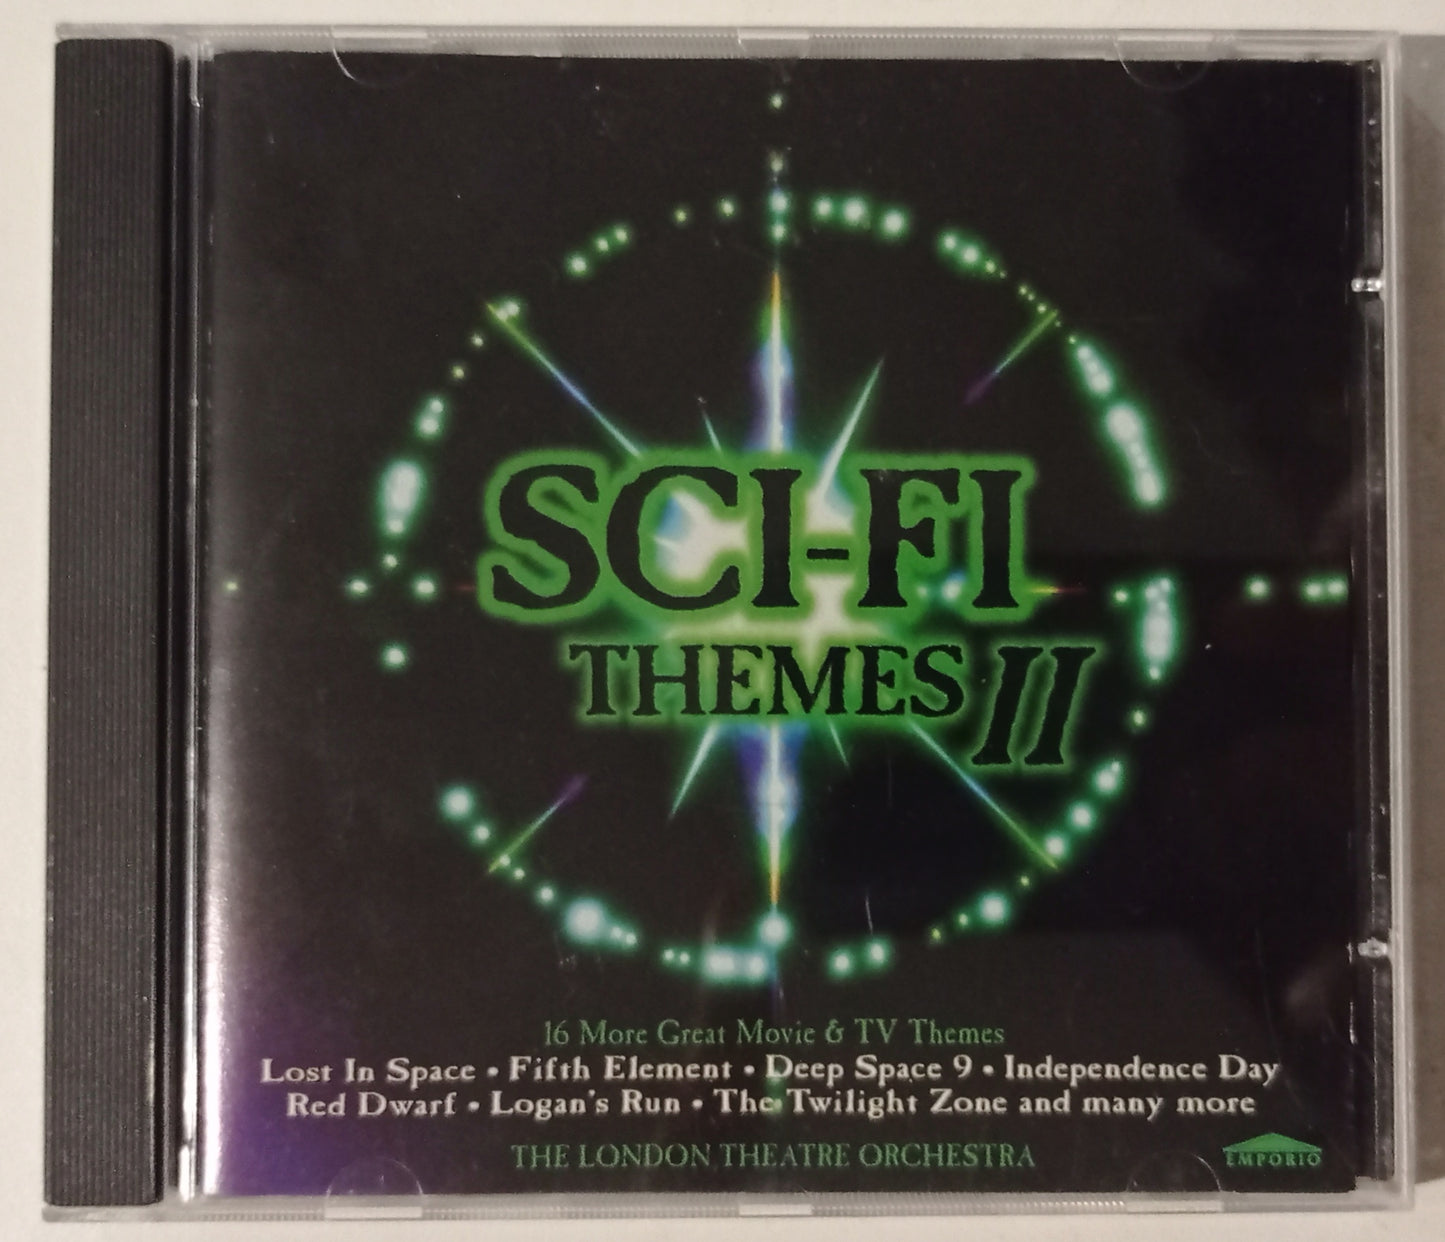 SCI-FI
THEMES II
16 More Great Movie & TV Themes
Lost In Space • Fifth Element • Deep Space 9 • Independence Day
Red Dwarf • Logan's Run • The Twilight Zone and many more
THE LONDON THEATRE ORCHESTRA
EMPORIO